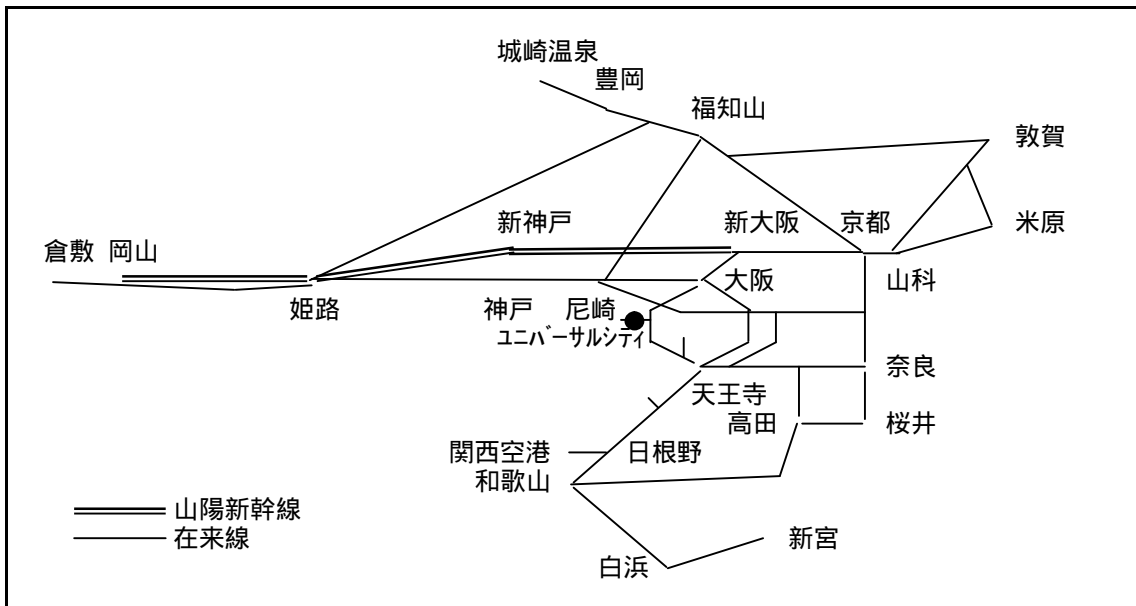 城崎温泉
豊岡
福知山
敦賀
新神戸
新大阪
京都
米原
倉敷 岡山
姫路
神戸
尼崎
大阪
山科
ユニバーサルシティ
奈良
天王寺
高田
桜井
関西空港
日根野
和歌山
山陽新幹線
在来線
新宮
白浜